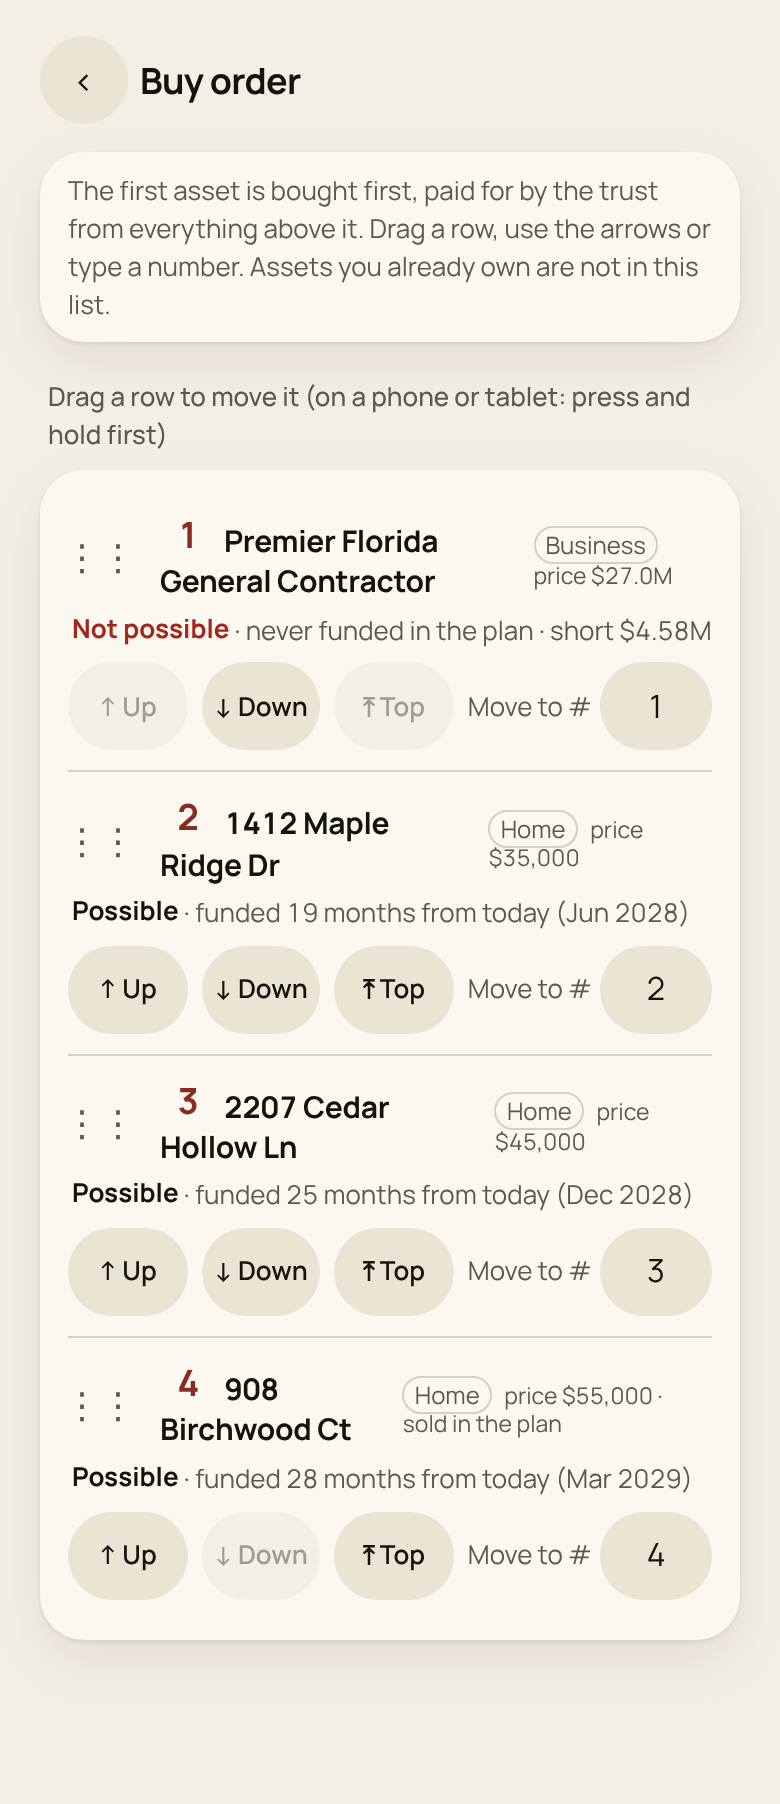 Buy order
The first asset is bought first, paid for by the trust
from everything above it. Drag a row, use the arrows or
type a number. Assets you already own are not in this
list.
Drag a row to move it (on a phone or tablet: press and
hold first)
1 Premier Florida
General Contractor
Business
price $27.0M
Not possible · never funded in the plan · short $4.58M
↑ Up ↓ Down ⤒ Top Move to # 1
2 1412 Maple
Ridge Dr
Home price
$35,000
Possible · funded 19 months from today (Jun 2028)
↑ Up ↓ Down ⤒ Top Move to # 2
3 2207 Cedar
Hollow Ln
Home price
$45,000
Possible · funded 25 months from today (Dec 2028)
↑ Up ↓ Down ⤒ Top Move to # 3
4 908
Birchwood Ct
Home price $55,000 ·
sold in the plan
Possible · funded 28 months from today (Mar 2029)
↑ Up ↓ Down ⤒ Top Move to # 4